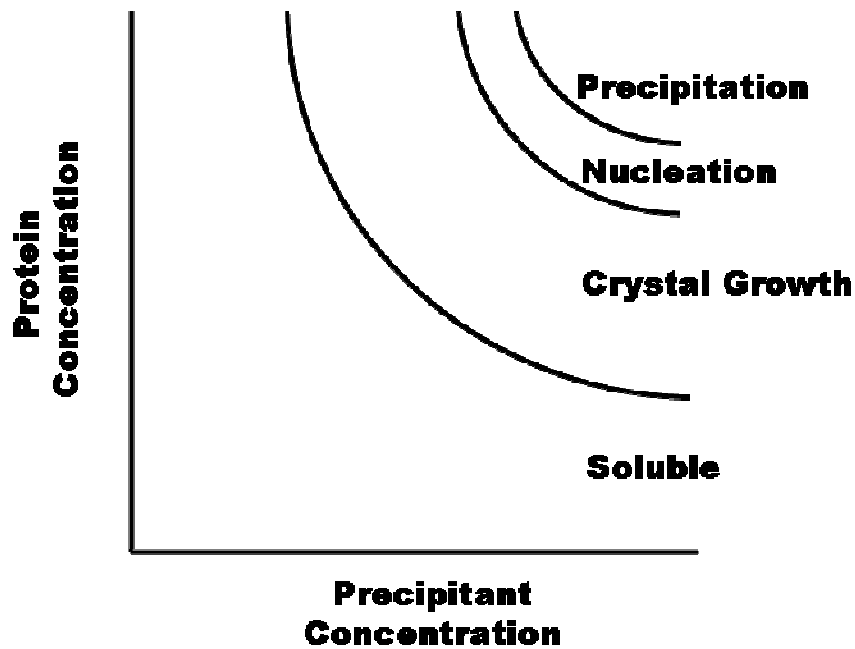 Precipitation
Nucleation
Crystal Growth
Soluble
Protein
Concentration
Precipitant
Concentration